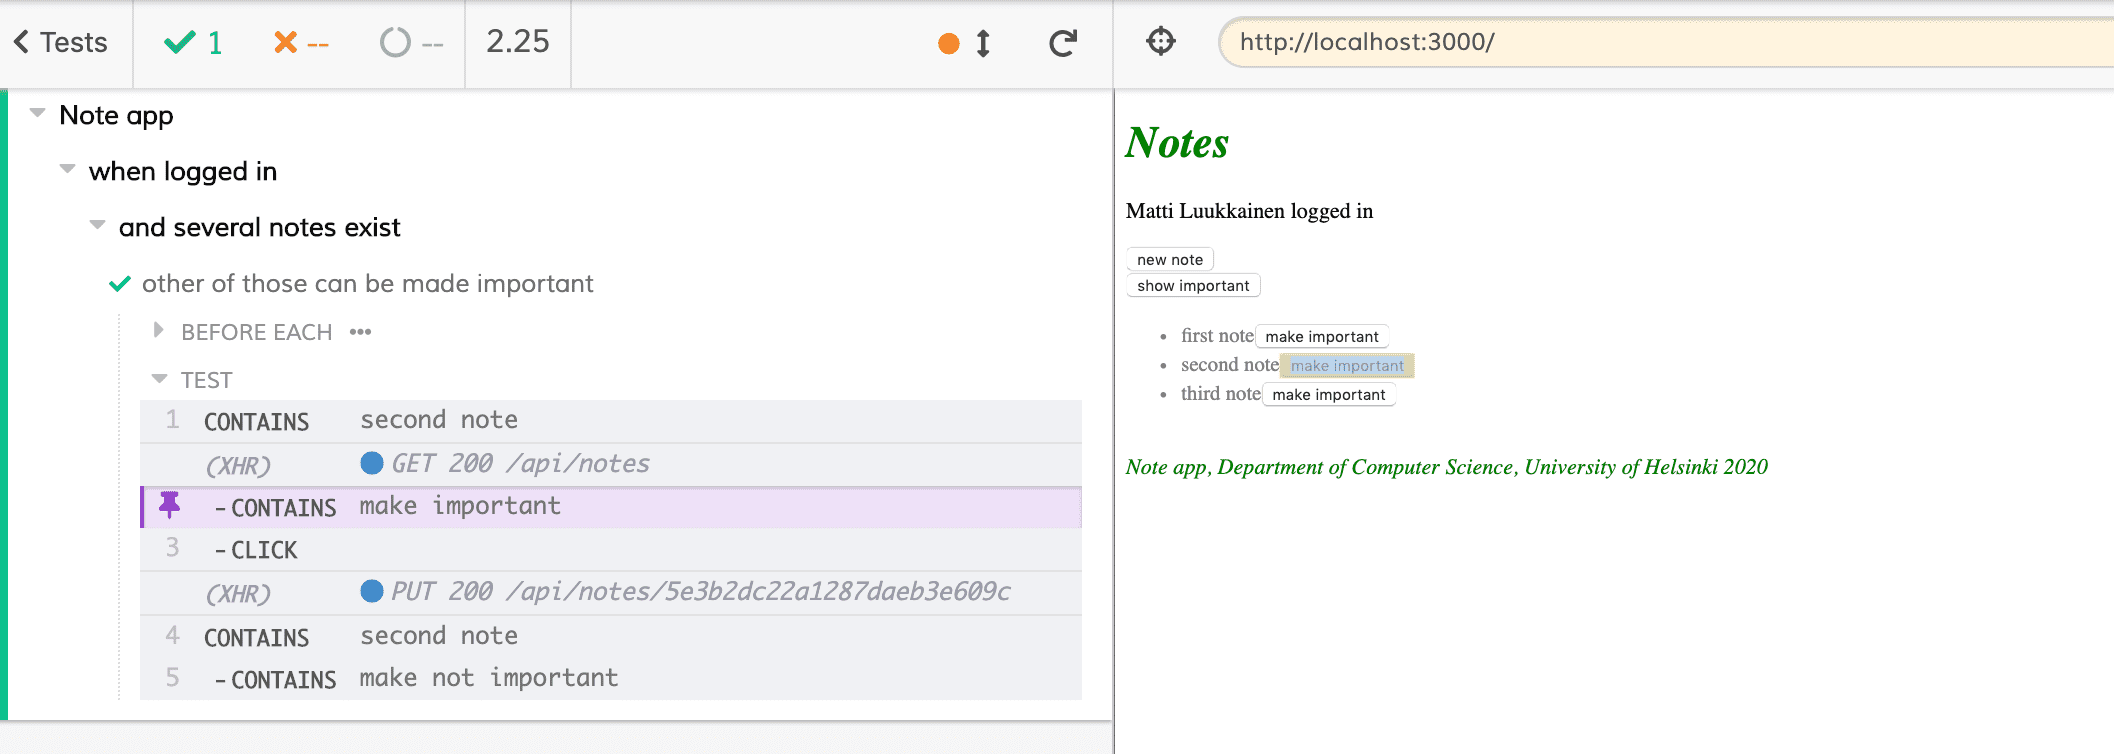 Tests
1
--
--
2.25
http://localhost:3000/
Note app
when logged in
and several notes exist
other of those can be made important
BEFORE EACH •••
TEST
1 CONTAINS second note
(XHR) GET 200 /api/notes
-CONTAINS make important
3 -CLICK
(XHR) PUT 200 /api/notes/5e3b2dc22a1287daeb3e609c
4 CONTAINS second note
5 -CONTAINS make not important
Notes
Matti Luukkainen logged in
new note
show important
• first note make important
• second note make important
• third note make important
Note app, Department of Computer Science, University of Helsinki 2020